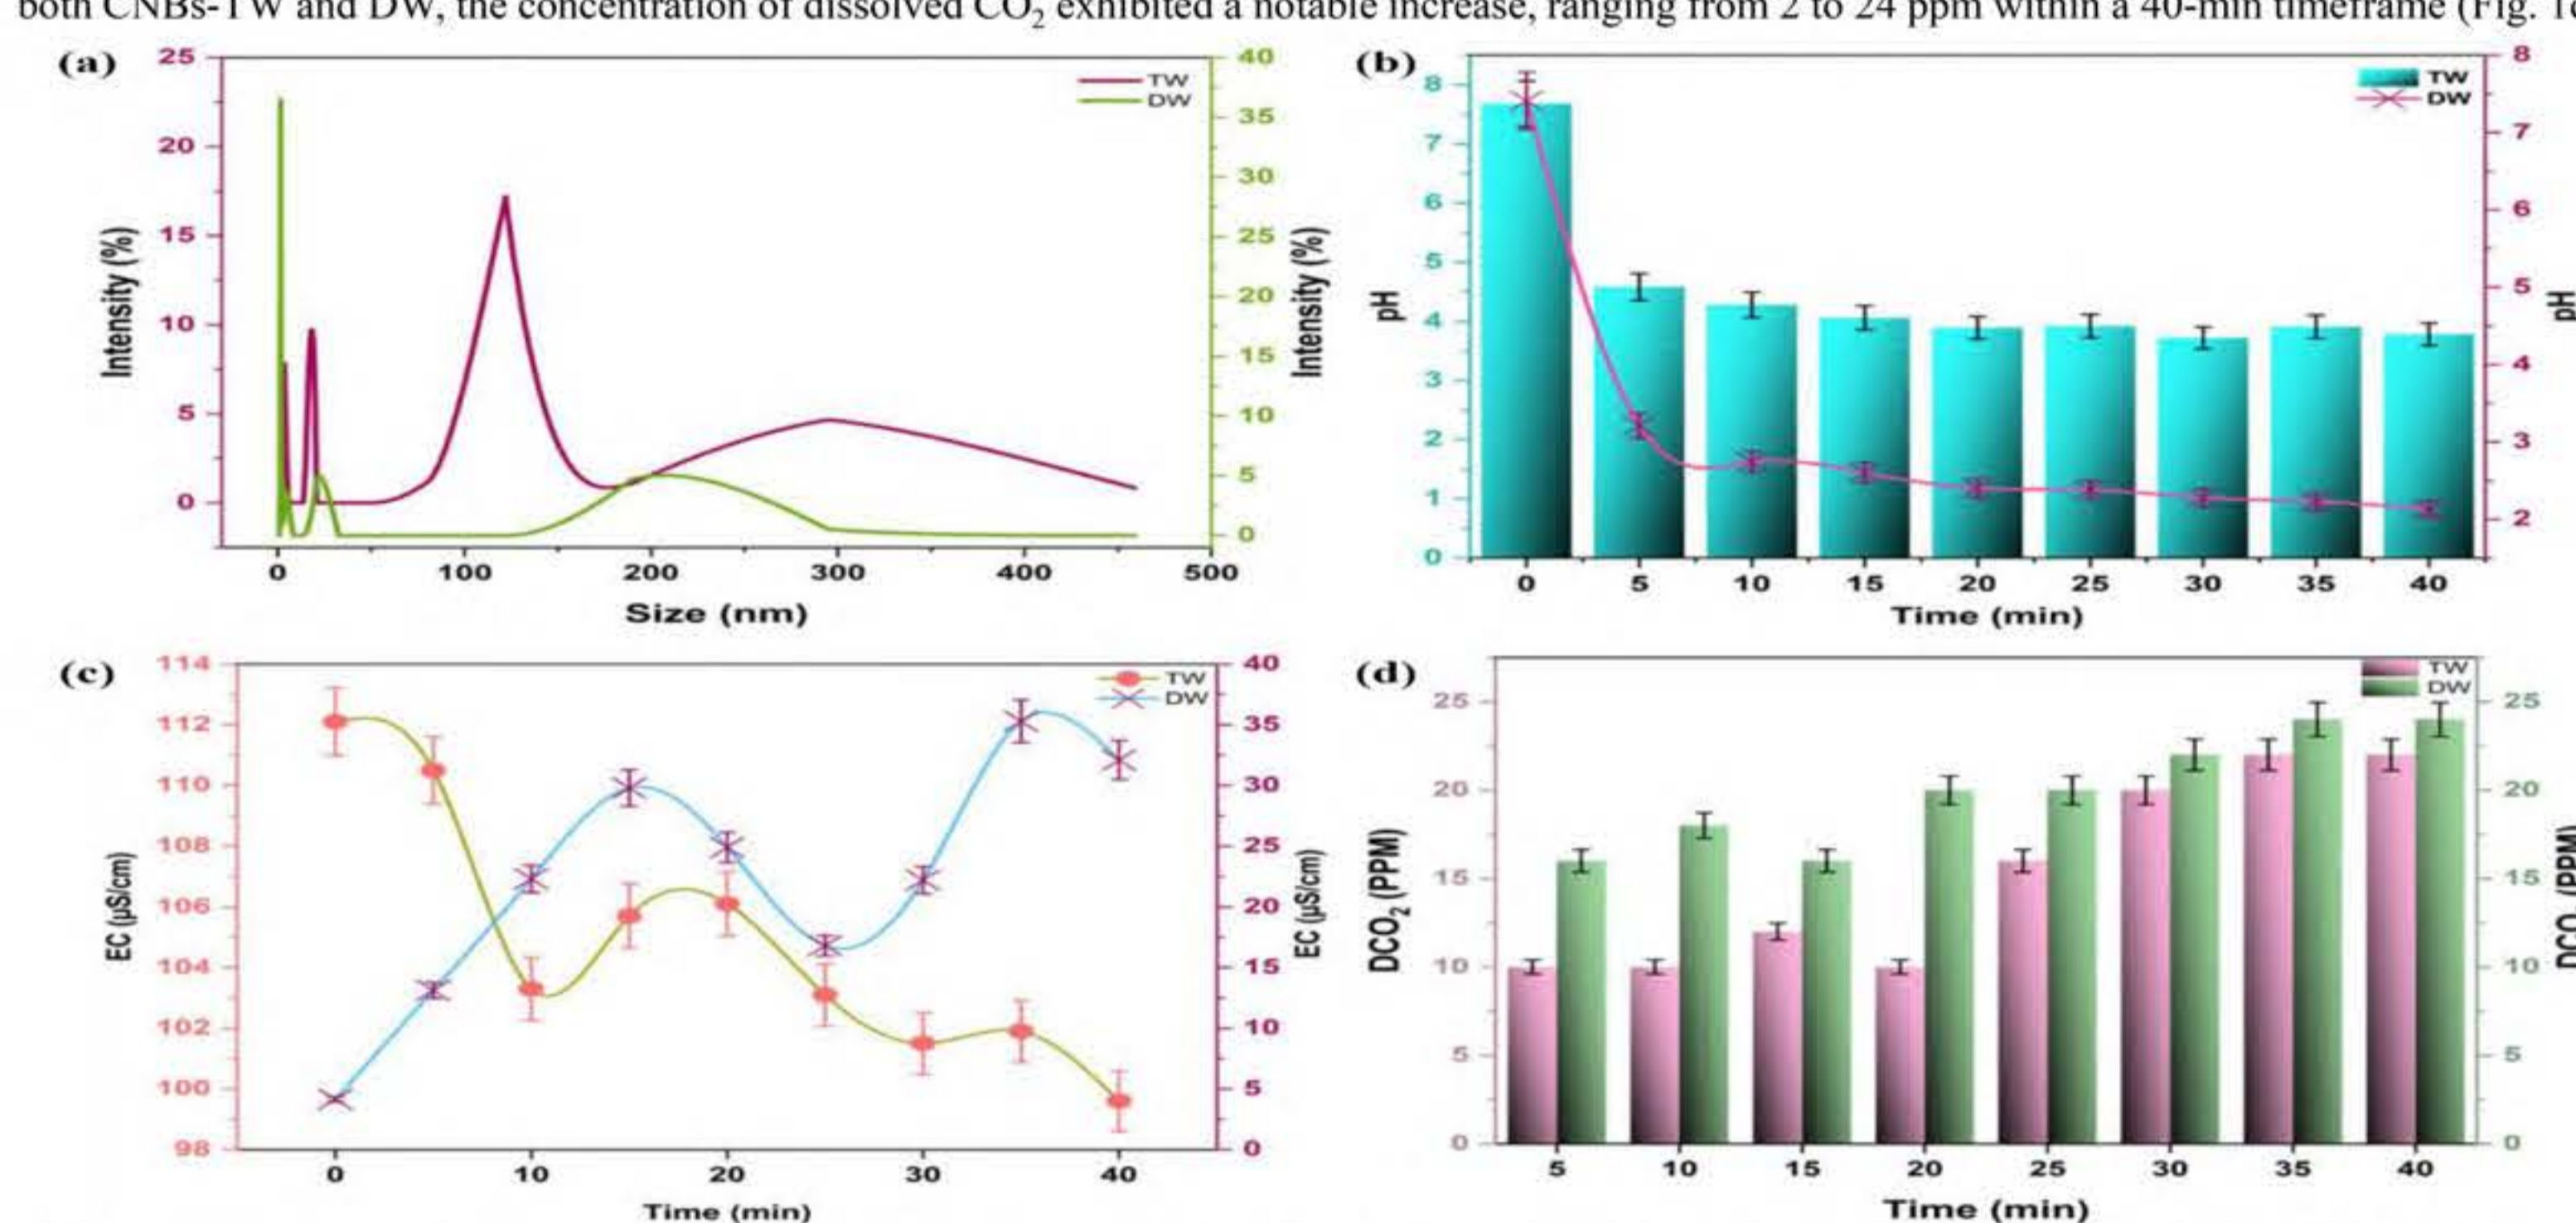 both CNBs-TW and DW, the concentration of dissolved CO₂ exhibited a notable increase, ranging from 2 to 24 ppm within a 40-min timeframe (Fig. 1
(a)
25
20
15
10
5
0
Intensity (%)
TW
DW
40
35
30
25
20
15
10
5
0
Intensity (%)
0 100 200 300 400 500
Size (nm)
(b)
8
7
6
5
4
3
2
1
0
pH
TW
DW
8
7
6
5
4
3
2
pH
0 5 10 15 20 25 30 35 40
Time (min)
(c)
114
112
110
108
106
104
102
100
98
EC (µS/cm)
TW
DW
40
35
30
25
20
15
10
5
0
EC (µS/cm)
0 10 20 30 40
Time (min)
(d)
25
20
15
10
5
0
DCO₂ (PPM)
TW
DW
25
20
15
10
5
0
DCO₂ (PPM)
5 10 15 20 25 30 35 40
Time (min)